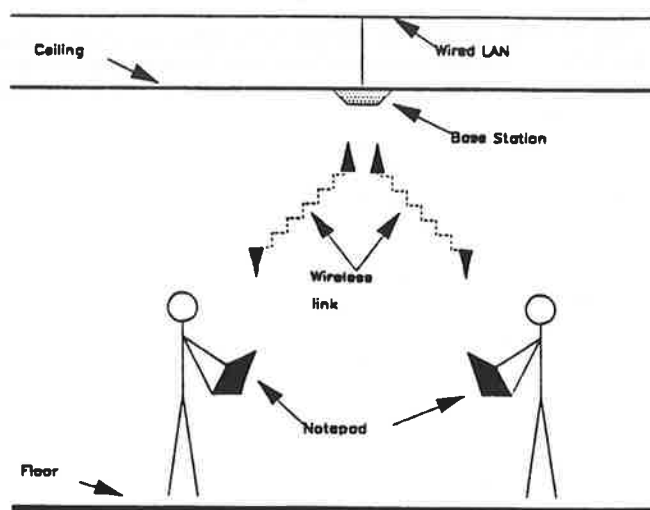 Ceiling
Wired LAN
Base Station
Wireless
link
Notepad
Floor